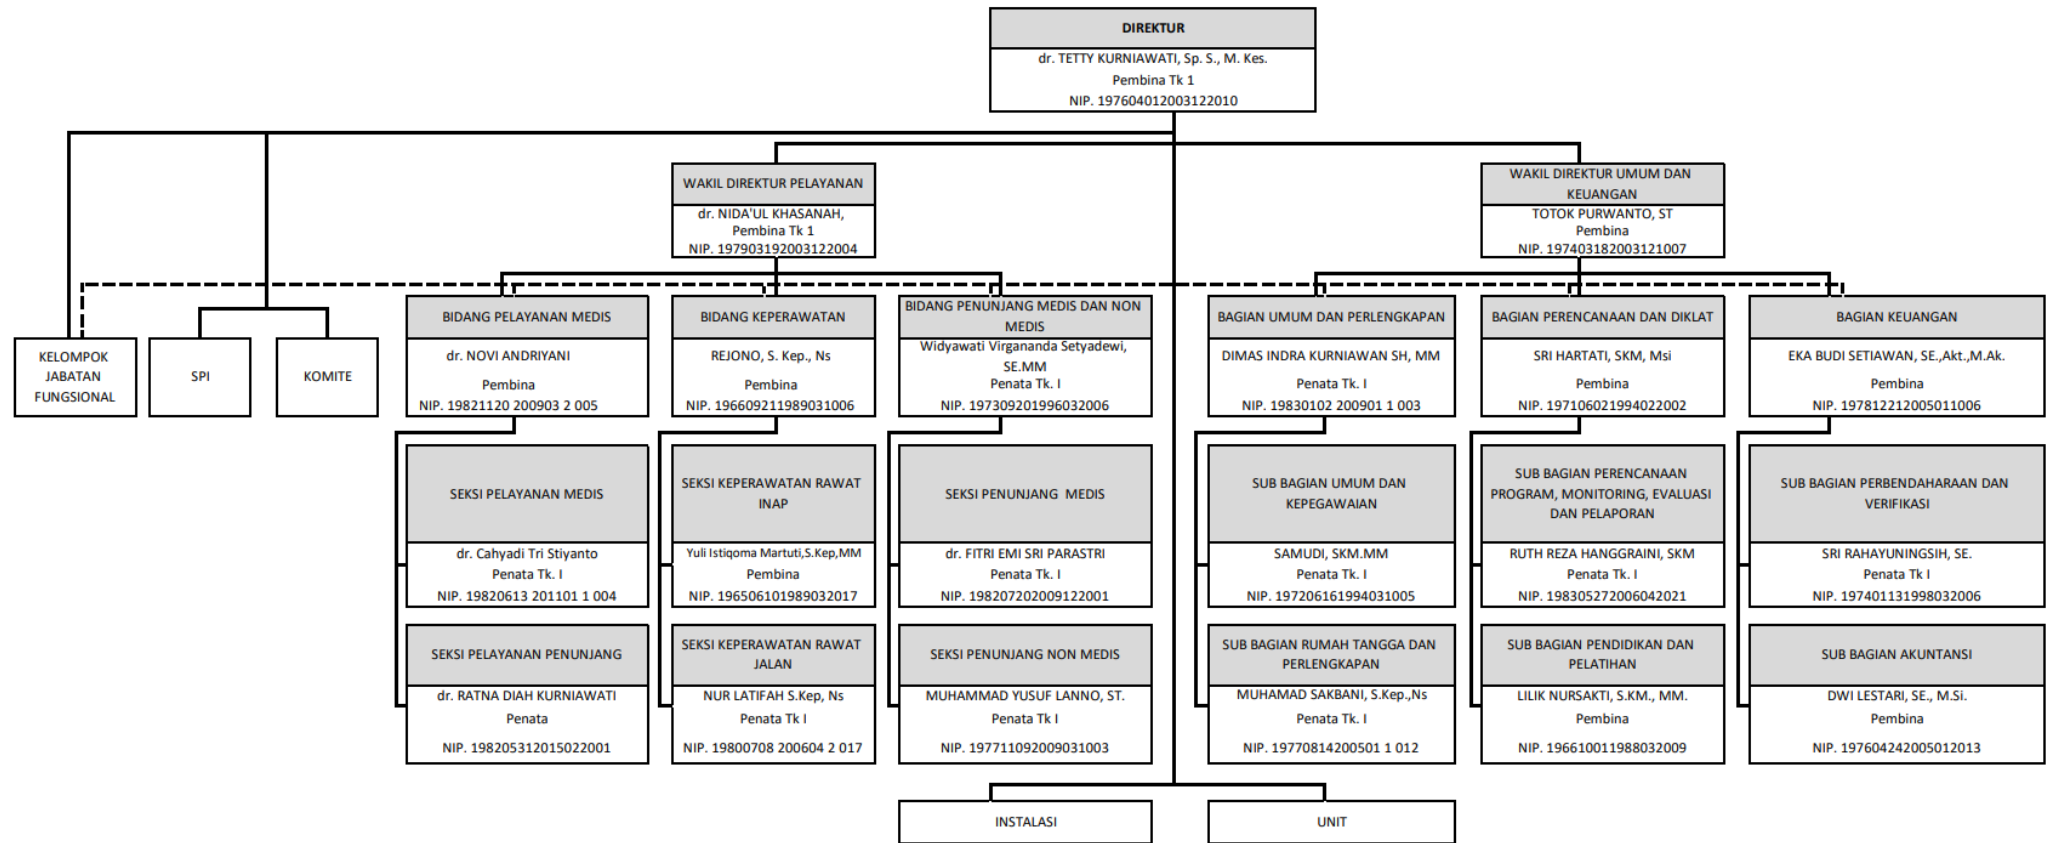 DIREKTUR
dr. TETTY KURNIAWATI, Sp. S., M. Kes.
Pembina Tk 1
NIP. 197604012003122010
WAKIL DIREKTUR PELAYANAN
dr. NIDA'UL KHASANAH,
Pembina Tk 1
NIP. 197903192003122004
WAKIL DIREKTUR UMUM DAN
KEUANGAN
TOTOK PURWANTO, ST
Pembina
NIP. 197403182003121007
KELOMPOK
JABATAN
FUNGSIONAL
SPI
KOMITE
BIDANG PELAYANAN MEDIS
dr. NOVI ANDRIYANI
Pembina
NIP. 19821120 200903 2 005
BIDANG KEPERAWATAN
REJONO, S. Kep., Ns
Pembina
NIP. 196609211989031006
BIDANG PENUNJANG MEDIS DAN NON
MEDIS
Widyawati Virgananda Setyadewi,
SE.MM
Penata Tk. I
NIP. 197309201996032006
BAGIAN UMUM DAN PERLENGKAPAN
DIMAS INDRA KURNIAWAN SH, MM
Penata Tk. I
NIP. 19830102 200901 1 003
BAGIAN PERENCANAAN DAN DIKLAT
SRI HARTATI, SKM, Msi
Pembina
NIP. 197106021994022002
BAGIAN KEUANGAN
EKA BUDI SETIAWAN, SE.,Akt.,M.Ak.
Pembina
NIP. 197812212005011006
SEKSI PELAYANAN MEDIS
dr. Cahyadi Tri Stiyanto
Penata Tk. I
NIP. 19820613 201101 1 004
SEKSI KEPERAWATAN RAWAT
INAP
Yuli Istiqoma Martuti,S.Kep,MM
Pembina
NIP. 196506101989032017
SEKSI PENUNJANG  MEDIS
dr. FITRI EMI SRI PARASTRI
Penata Tk. I
NIP. 198207202009122001
SUB BAGIAN UMUM DAN
KEPEGAWAIAN
SAMUDI, SKM.MM
Penata Tk. I
NIP. 197206161994031005
SUB BAGIAN PERENCANAAN
PROGRAM, MONITORING, EVALUASI
DAN PELAPORAN
RUTH REZA HANGGRAINI, SKM
Penata Tk. I
NIP. 198305272006042021
SUB BAGIAN PERBENDAHARAAN DAN
VERIFIKASI
SRI RAHAYUNINGSIH, SE.
Penata Tk I
NIP. 197401131998032006
SEKSI PELAYANAN PENUNJANG
dr. RATNA DIAH KURNIAWATI
Penata
NIP. 198205312015022001
SEKSI KEPERAWATAN RAWAT
JALAN
NUR LATIFAH S.Kep, Ns
Penata Tk I
NIP. 19800708 200604 2 017
SEKSI PENUNJANG NON MEDIS
MUHAMMAD YUSUF LANNO, ST.
Penata Tk I
NIP. 197711092009031003
SUB BAGIAN RUMAH TANGGA DAN
PERLENGKAPAN
MUHAMAD SAKBANI, S.Kep.,Ns
Penata Tk. I
NIP. 19770814200501 1 012
SUB BAGIAN PENDIDIKAN DAN
PELATIHAN
LILIK NURSAKTI, S.KM., MM.
Pembina
NIP. 196610011988032009
SUB BAGIAN AKUNTANSI
DWI LESTARI, SE., M.Si.
Pembina
NIP. 197604242005012013
INSTALASI
UNIT